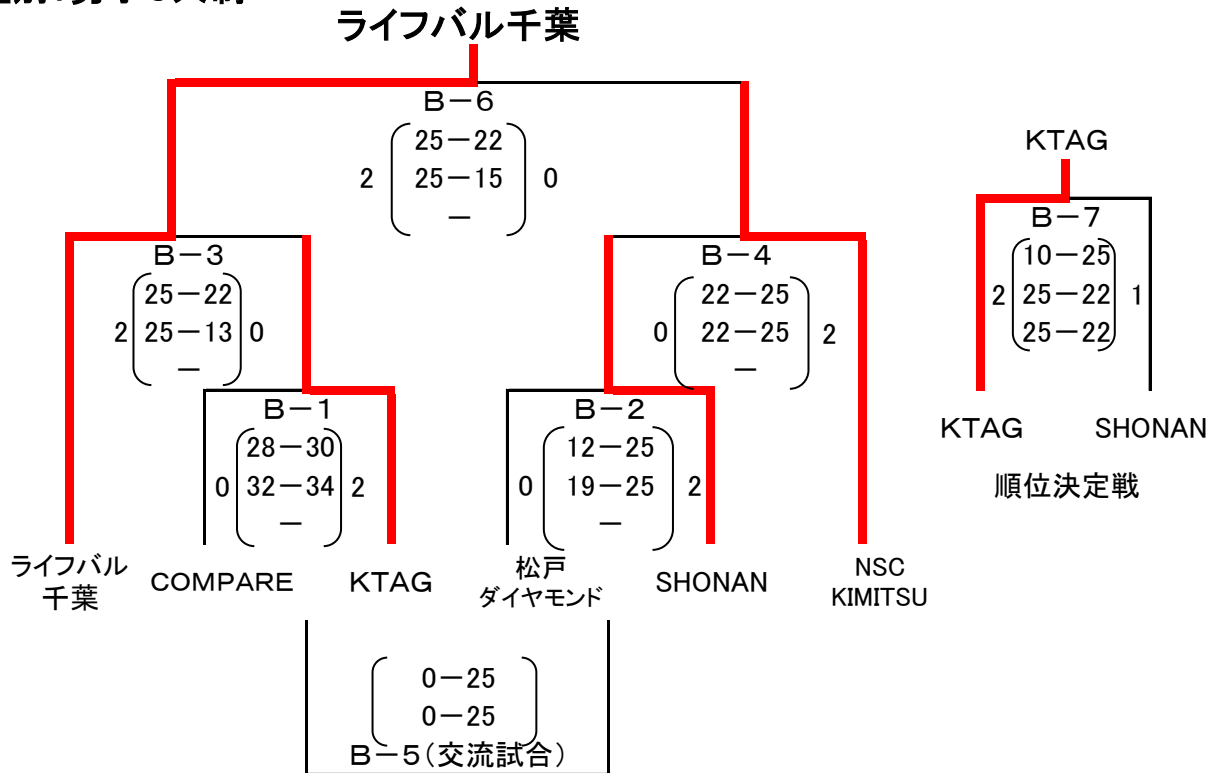 ライフバル千葉
B－6
25－22
2 25－15 0
－
KTAG
B－7
10－25
2 25－22 1
25－22
KTAG SHONAN
順位決定戦
B－3
25－22
2 25－13 0
－
B－4
22－25
0 22－25 2
－
B－1
28－30
0 32－34 2
－
B－2
12－25
0 19－25 2
－
ライフバル
千葉
COMPARE
KTAG
松戸
ダイヤモンド
SHONAN
NSC
KIMITSU
0－25
0－25
B－5(交流試合)